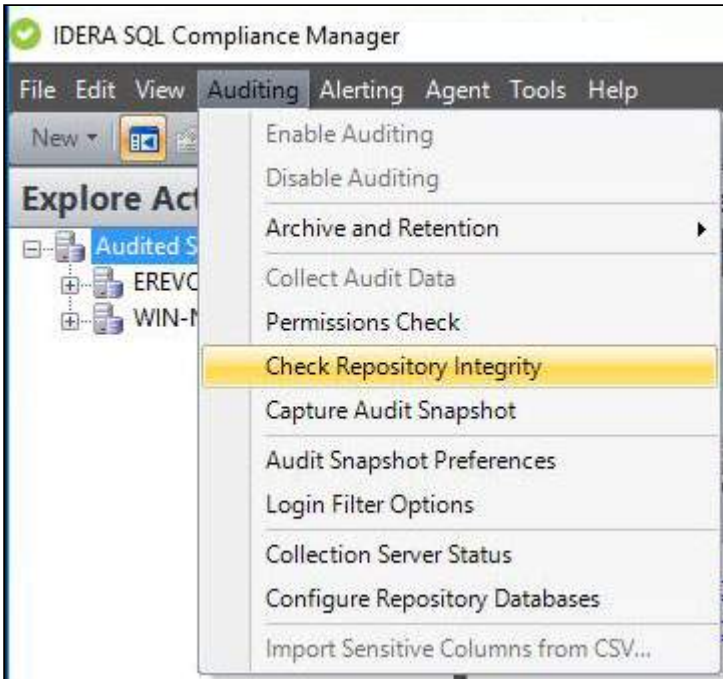 IDERA SQL Compliance Manager
File Edit View Auditing Alerting Agent Tools Help
New
Explore Act
Audited S
EREVO
WIN-N
Enable Auditing
Disable Auditing
Archive and Retention
Collect Audit Data
Permissions Check
Check Repository Integrity
Capture Audit Snapshot
Audit Snapshot Preferences
Login Filter Options
Collection Server Status
Configure Repository Databases
Import Sensitive Columns from CSV...